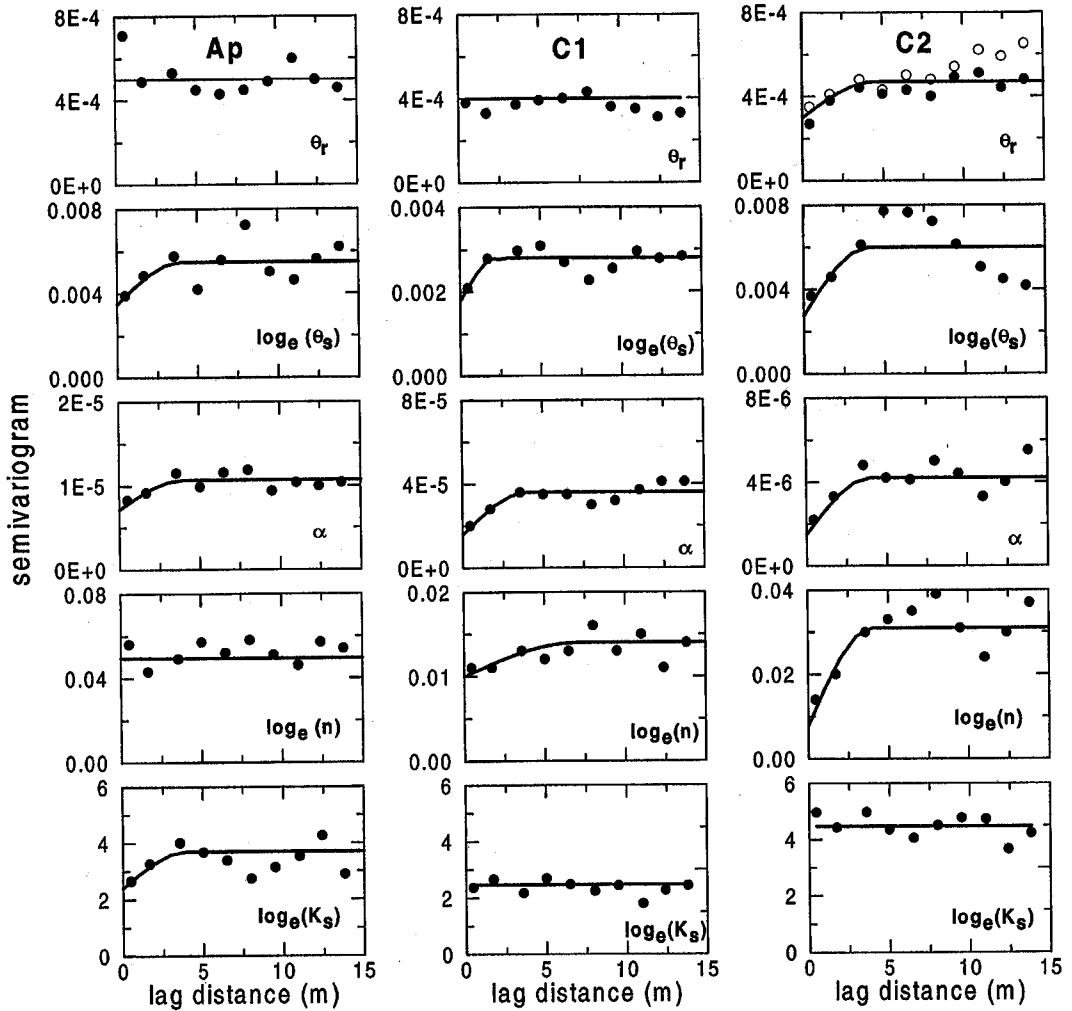 Ap
8E-4
4E-4
0E+0
θr
C1
8E-4
4E-4
0E+0
θr
C2
8E-4
4E-4
0E+0
θr
0.008
0.004
0.000
loge (θs)
0.004
0.002
0.000
loge(θs)
0.008
0.004
0.000
loge(θs)
semivariogram
2E-5
1E-5
0E+0
α
8E-5
4E-5
0E+0
α
8E-6
4E-6
0E+0
α
0.08
0.04
0.00
loge (n)
0.02
0.01
0.00
loge(n)
0.04
0.02
0.00
loge(n)
6
4
2
0
loge(Ks)
0 5 10 15
lag distance (m)
6
4
2
0
loge(Ks)
0 5 10 15
lag distance (m)
6
4
2
0
loge(Ks)
0 5 10 15
lag distance (m)